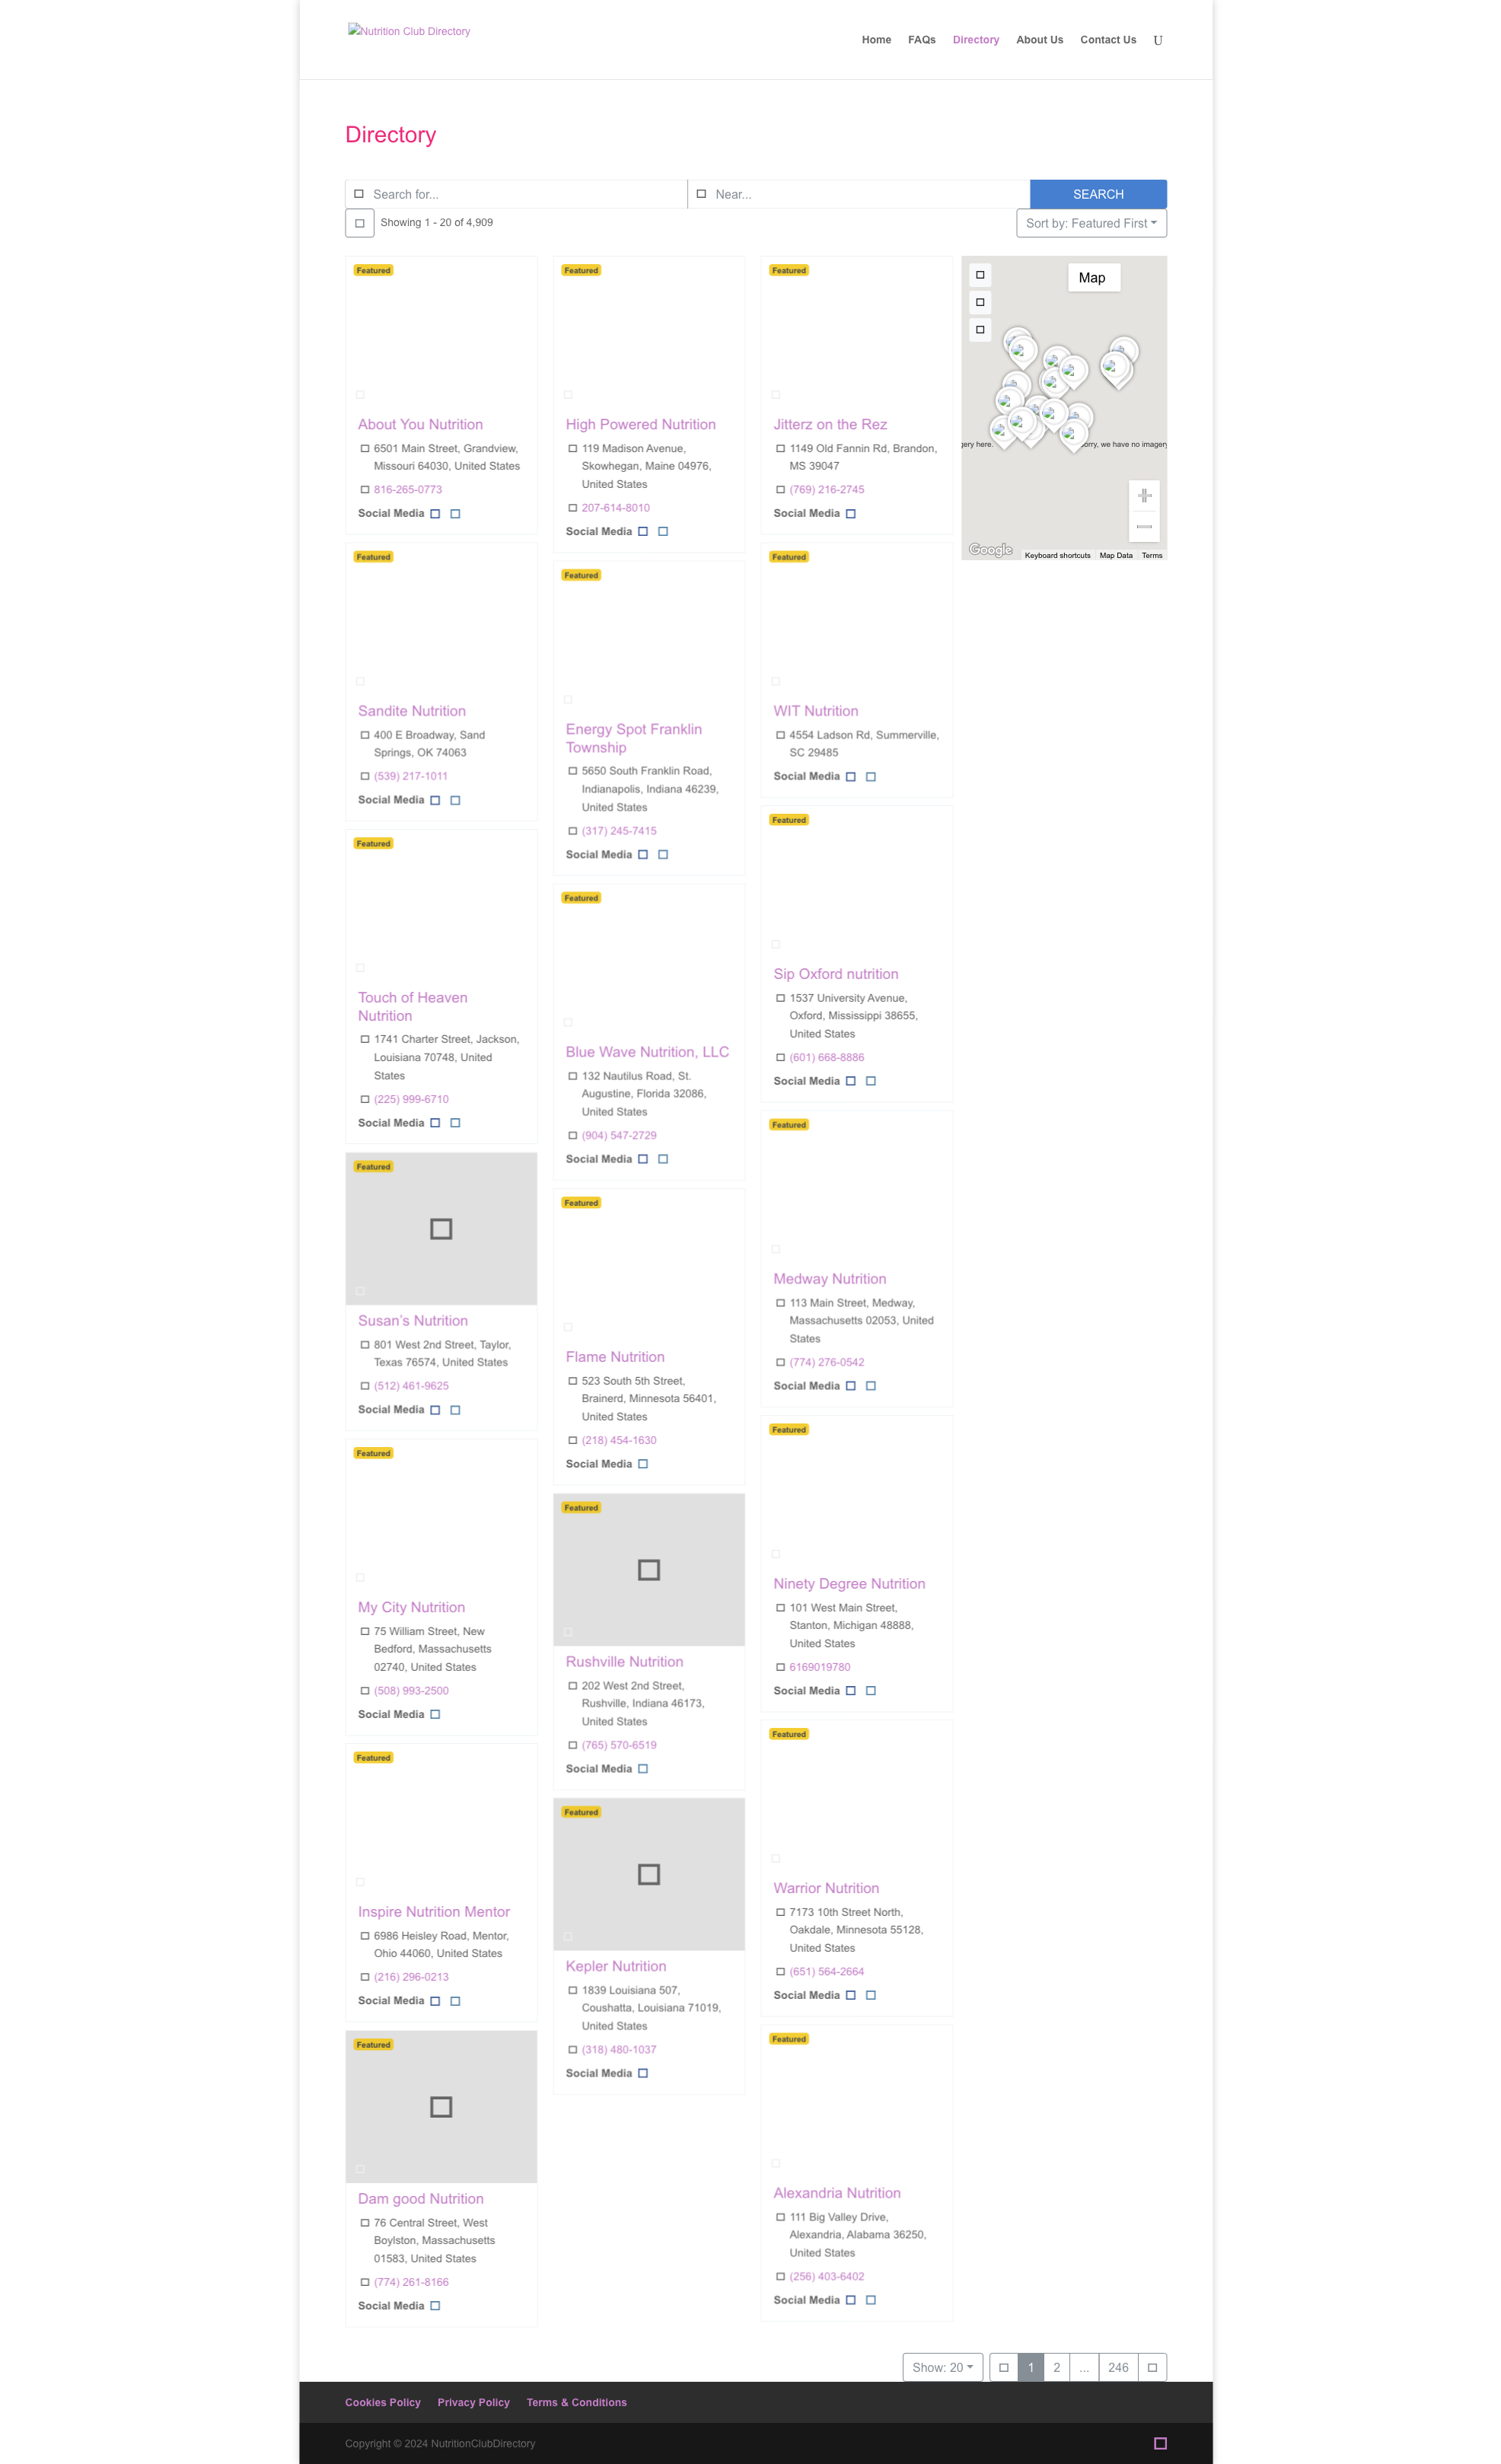 Nutrition Club Directory
Home FAQs Directory About Us Contact Us U
Directory
Search for... Near... SEARCH
Showing 1 - 20 of 4,909 Sort by: Featured First
Featured
About You Nutrition
6501 Main Street, Grandview,
Missouri 64030, United States
816-265-0773
Social Media
Featured
Sandite Nutrition
400 E Broadway, Sand
Springs, OK 74063
(539) 217-1011
Social Media
Featured
Touch of Heaven
Nutrition
1741 Charter Street, Jackson,
Louisiana 70748, United
States
(225) 999-6710
Social Media
Featured
Susan’s Nutrition
801 West 2nd Street, Taylor,
Texas 76574, United States
(512) 461-9625
Social Media
Featured
My City Nutrition
75 William Street, New
Bedford, Massachusetts
02740, United States
(508) 993-2500
Social Media
Featured
Inspire Nutrition Mentor
6986 Heisley Road, Mentor,
Ohio 44060, United States
(216) 296-0213
Social Media
Featured
Dam good Nutrition
76 Central Street, West
Boylston, Massachusetts
01583, United States
(774) 261-8166
Social Media
Featured
High Powered Nutrition
119 Madison Avenue,
Skowhegan, Maine 04976,
United States
207-614-8010
Social Media
Featured
Energy Spot Franklin
Township
5650 South Franklin Road,
Indianapolis, Indiana 46239,
United States
(317) 245-7415
Social Media
Featured
Blue Wave Nutrition, LLC
132 Nautilus Road, St.
Augustine, Florida 32086,
United States
(904) 547-2729
Social Media
Featured
Flame Nutrition
523 South 5th Street,
Brainerd, Minnesota 56401,
United States
(218) 454-1630
Social Media
Featured
Rushville Nutrition
202 West 2nd Street,
Rushville, Indiana 46173,
United States
(765) 570-6519
Social Media
Featured
Kepler Nutrition
1839 Louisiana 507,
Coushatta, Louisiana 71019,
United States
(318) 480-1037
Social Media
Featured
Jitterz on the Rez
1149 Old Fannin Rd, Brandon,
MS 39047
(769) 216-2745
Social Media
Featured
WIT Nutrition
4554 Ladson Rd, Summerville,
SC 29485
Social Media
Featured
Sip Oxford nutrition
1537 University Avenue,
Oxford, Mississippi 38655,
United States
(601) 668-8886
Social Media
Featured
Medway Nutrition
113 Main Street, Medway,
Massachusetts 02053, United
States
(774) 276-0542
Social Media
Featured
Ninety Degree Nutrition
101 West Main Street,
Stanton, Michigan 48888,
United States
6169019780
Social Media
Featured
Warrior Nutrition
7173 10th Street North,
Oakdale, Minnesota 55128,
United States
(651) 564-2664
Social Media
Featured
Alexandria Nutrition
111 Big Valley Drive,
Alexandria, Alabama 36250,
United States
(256) 403-6402
Social Media
Map
here. we have no
Google Keyboard shortcuts Map Data Terms
Show: 20 1 2 ... 246
Cookies Policy Privacy Policy Terms & Conditions
Copyright © 2024 NutritionClubDirectory